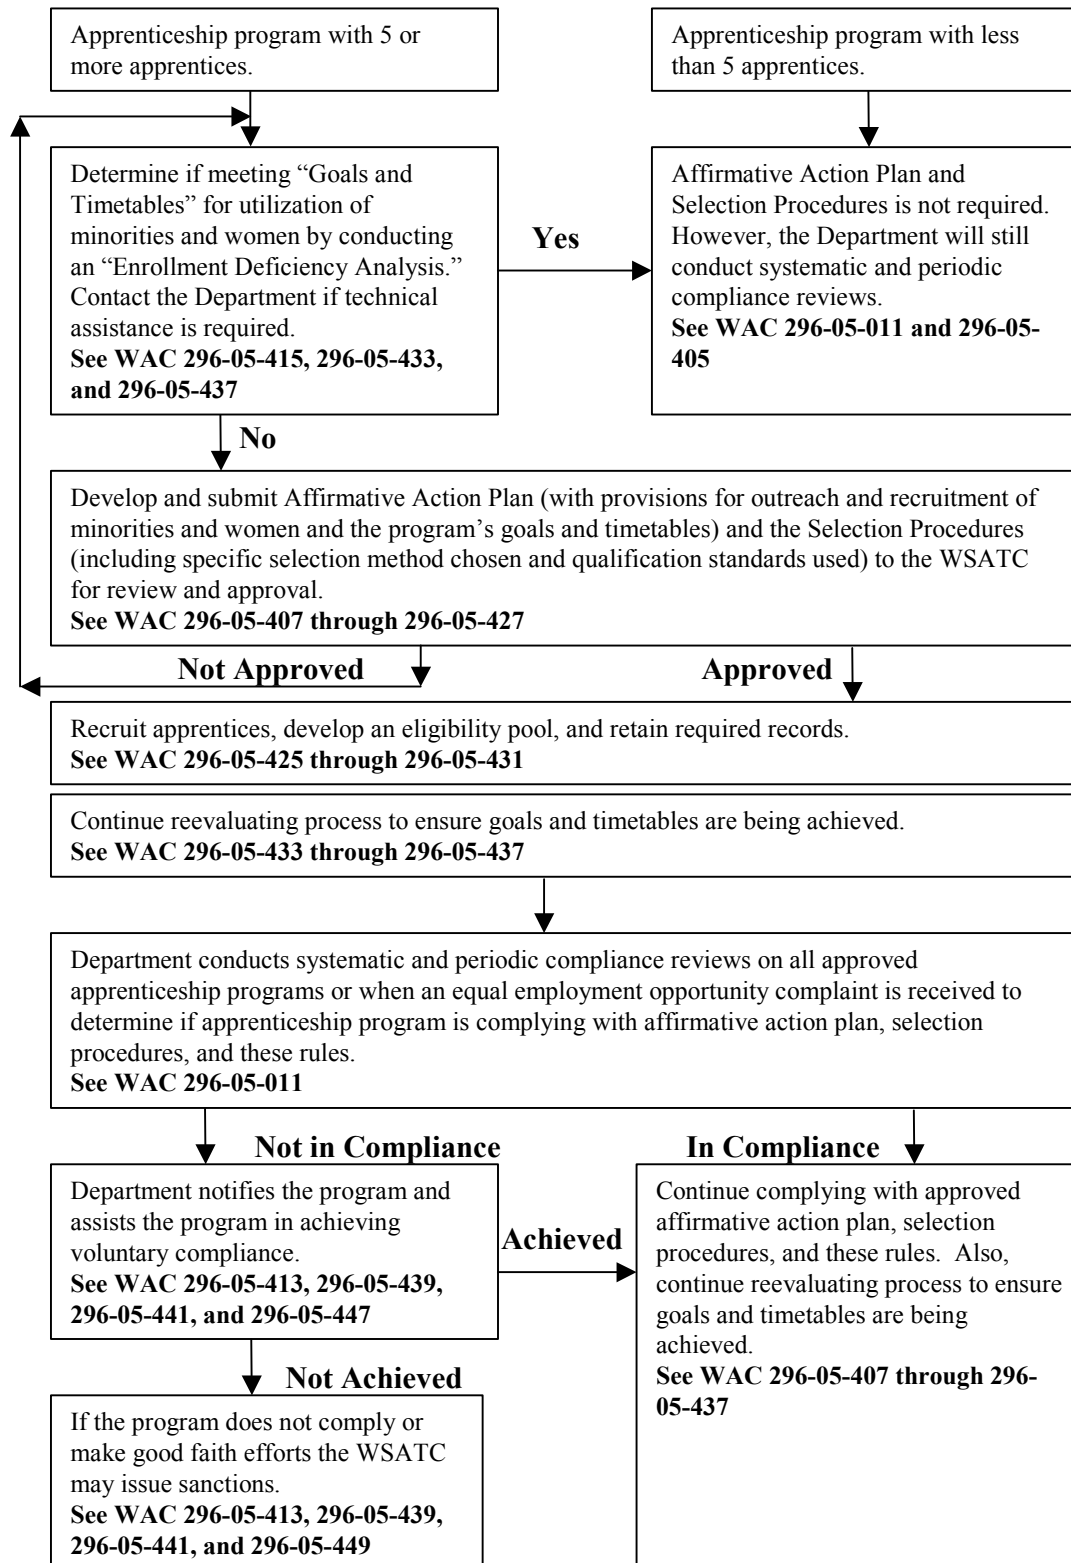 Apprenticeship program with 5 or
more apprentices.
Apprenticeship program with less
than 5 apprentices.
Determine if meeting “Goals and
Timetables” for utilization of
minorities and women by conducting
an “Enrollment Deficiency Analysis.”
Contact the Department if technical
assistance is required.
See WAC 296-05-415, 296-05-433,
and 296-05-437
Yes
Affirmative Action Plan and
Selection Procedures is not required.
However, the Department will still
conduct systematic and periodic
compliance reviews.
See WAC 296-05-011 and 296-05-
405
No
Develop and submit Affirmative Action Plan (with provisions for outreach and recruitment of
minorities and women and the program’s goals and timetables) and the Selection Procedures
(including specific selection method chosen and qualification standards used) to the WSATC
for review and approval.
See WAC 296-05-407 through 296-05-427
Not Approved
Approved
Recruit apprentices, develop an eligibility pool, and retain required records.
See WAC 296-05-425 through 296-05-431
Continue reevaluating process to ensure goals and timetables are being achieved.
See WAC 296-05-433 through 296-05-437
Department conducts systematic and periodic compliance reviews on all approved
apprenticeship programs or when an equal employment opportunity complaint is received to
determine if apprenticeship program is complying with affirmative action plan, selection
procedures, and these rules.
See WAC 296-05-011
Not in Compliance
In Compliance
Department notifies the program and
assists the program in achieving
voluntary compliance.
See WAC 296-05-413, 296-05-439,
296-05-441, and 296-05-447
Achieved
Continue complying with approved
affirmative action plan, selection
procedures, and these rules.  Also,
continue reevaluating process to ensure
goals and timetables are being
achieved.
See WAC 296-05-407 through 296-
05-437
Not Achieved
If the program does not comply or
make good faith efforts the WSATC
may issue sanctions.
See WAC 296-05-413, 296-05-439,
296-05-441, and 296-05-449